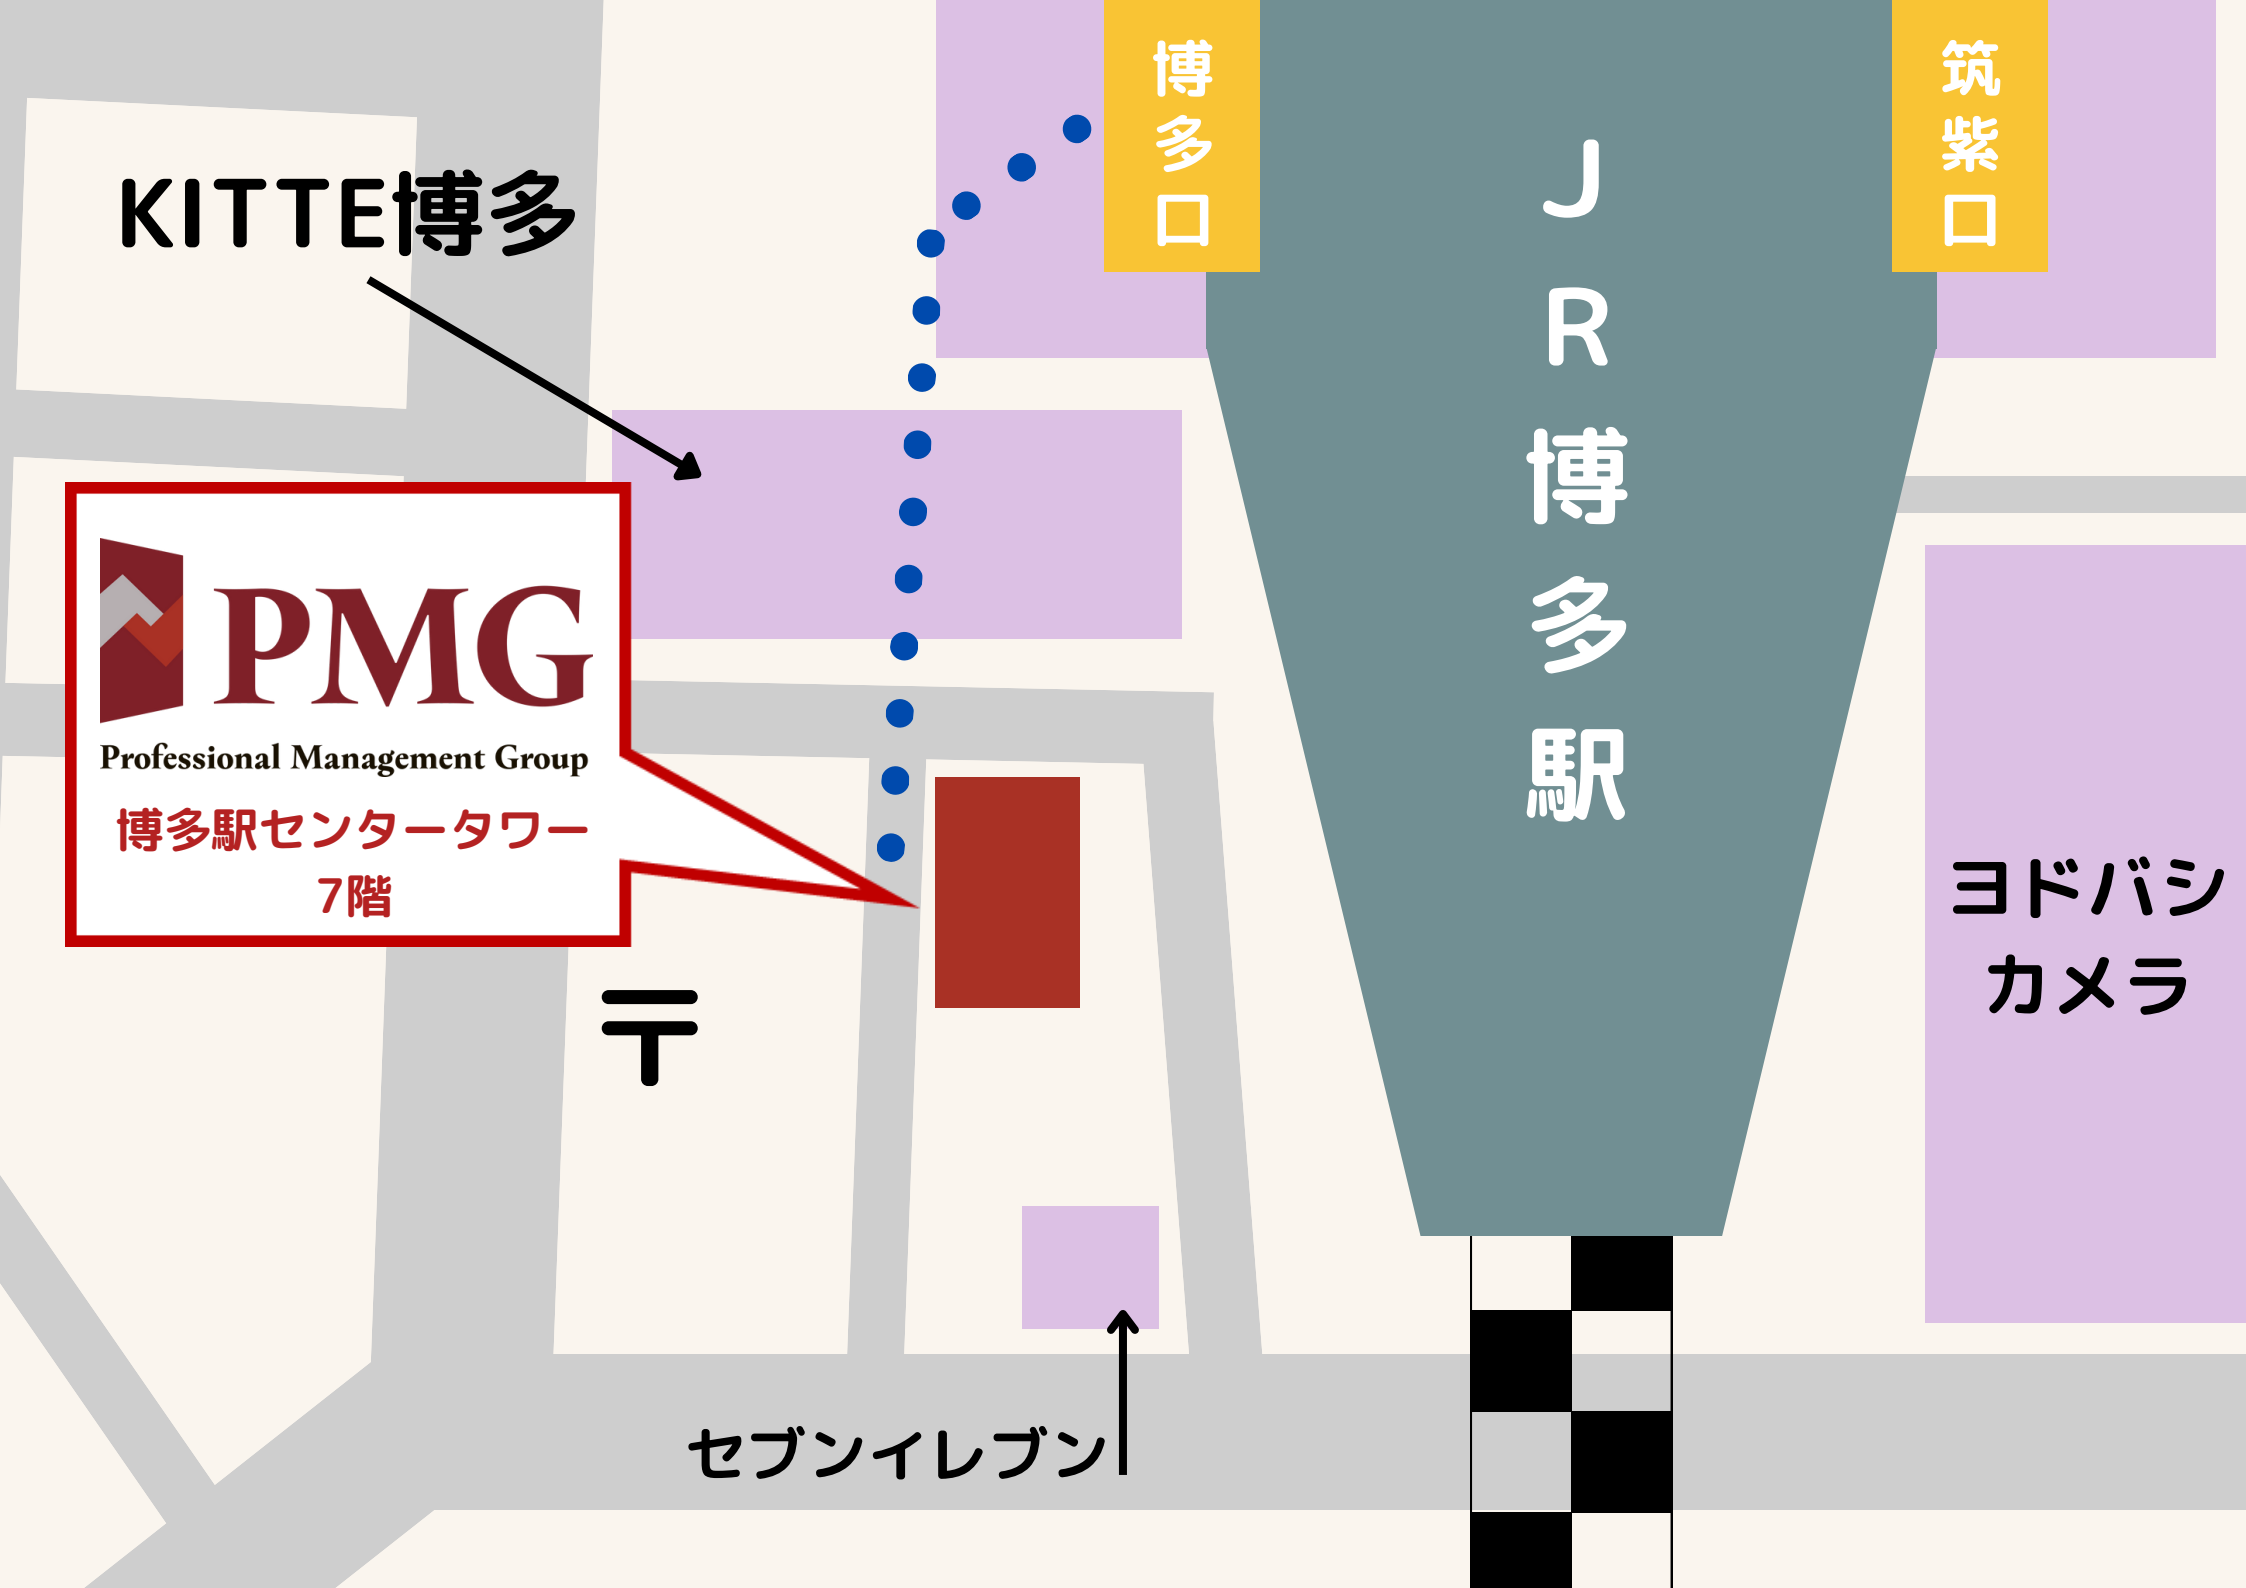 博多口
筑紫口
JR博多駅
KITTE博多
PMG
Professional Management Group
博多駅センタータワー
7階
ヨドバシ
カメラ
〒
セブンイレブン